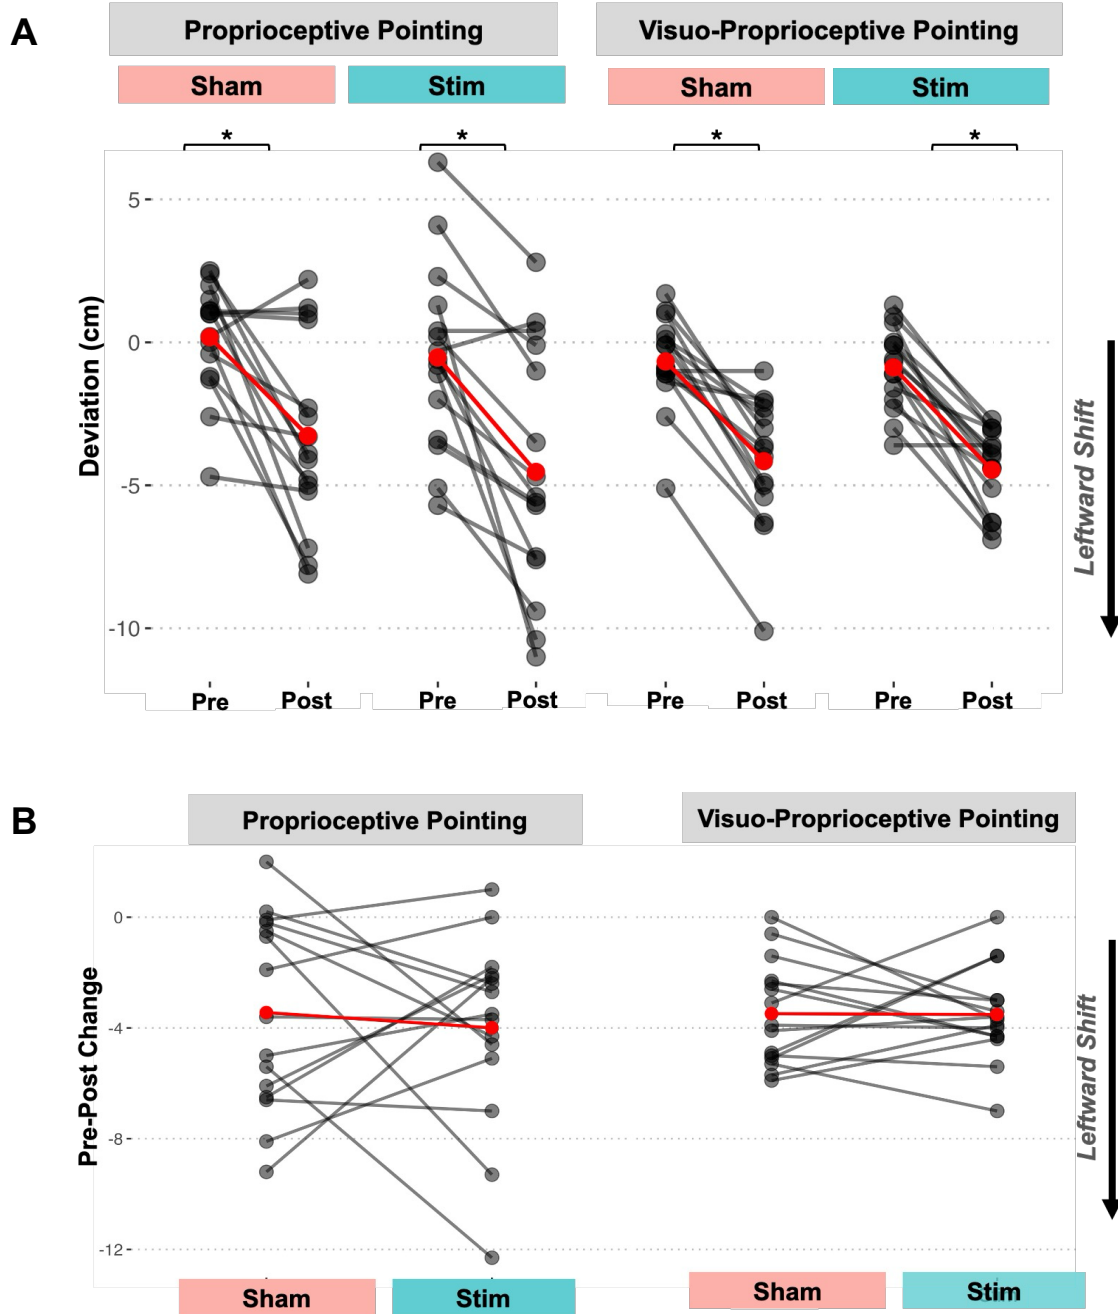 A
Proprioceptive Pointing
Visuo-Proprioceptive Pointing
Sham
Stim
Sham
Stim
*
*
*
*
Deviation (cm)
5
0
-5
-10
Leftward Shift
Pre
Post
Pre
Post
Pre
Post
Pre
Post
B
Proprioceptive Pointing
Visuo-Proprioceptive Pointing
Pre-Post Change
0
-4
-8
-12
Leftward Shift
Sham
Stim
Sham
Stim